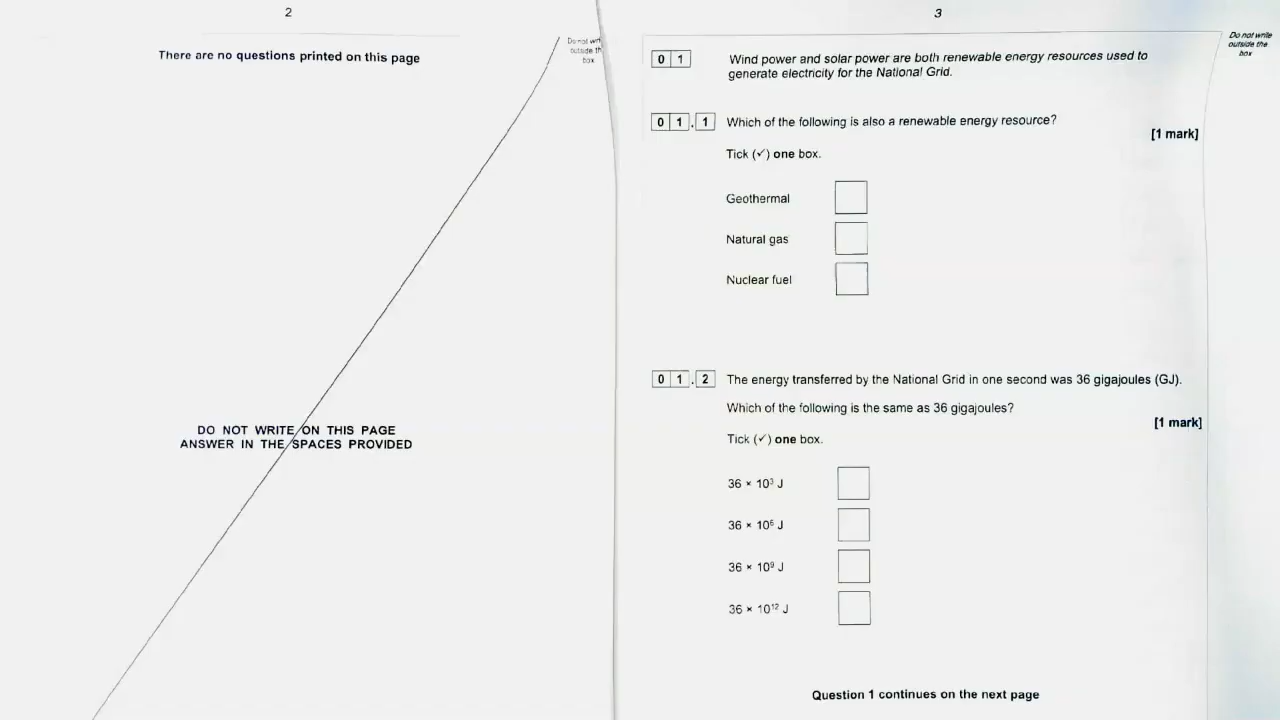 2
There are no questions printed on this page
Do not wri
outside th
box
DO NOT WRITE ON THIS PAGE
ANSWER IN THE SPACES PROVIDED
3
Do not write
outside the
box
0 1 Wind power and solar power are both renewable energy resources used to
generate electricity for the National Grid.
0 1 . 1 Which of the following is also a renewable energy resource?
[1 mark]
Tick (✓) one box.
Geothermal
Natural gas
Nuclear fuel
0 1 . 2 The energy transferred by the National Grid in one second was 36 gigajoules (GJ).
Which of the following is the same as 36 gigajoules?
[1 mark]
Tick (✓) one box.
36 × 10³ J
36 × 10⁶ J
36 × 10⁹ J
36 × 10¹² J
Question 1 continues on the next page